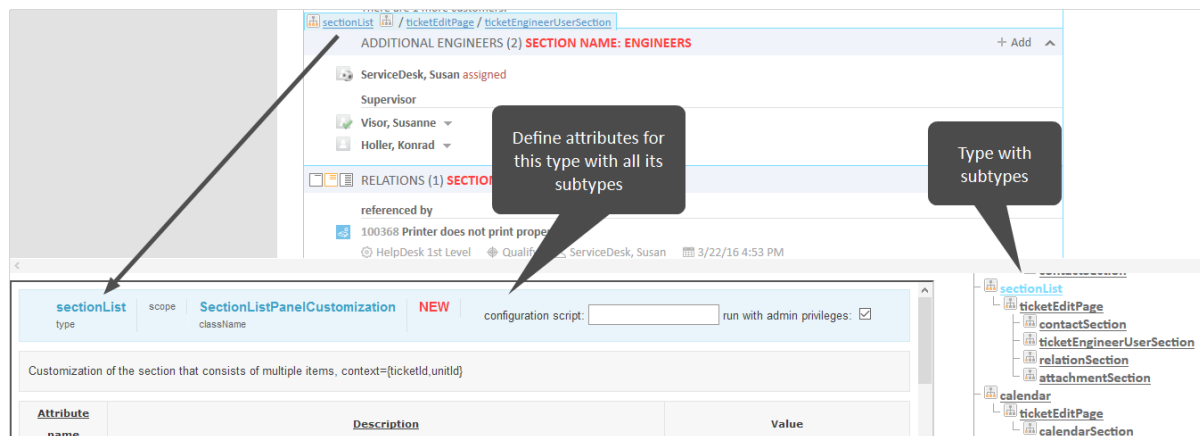 There are 1 more customers.
sectionList / ticketEditPage / ticketEngineerUserSection
ADDITIONAL ENGINEERS (2) SECTION NAME: ENGINEERS
+ Add
ServiceDesk, Susan assigned
Supervisor
Visor, Susanne
Holler, Konrad
Define attributes for
this type with all its
subtypes
Type with
subtypes
RELATIONS (1) SECTION
referenced by
100368 Printer does not print prope
HelpDesk 1st Level Qualif ServiceDesk, Susan 3/22/16 4:53 PM
sectionList scope SectionListPanelCustomization NEW configuration script: run with admin privileges:
type className
Customization of the section that consists of multiple items, context={ticketId,unitId}
Attribute
name
Description
Value
contactSection
sectionList
ticketEditPage
contactSection
ticketEngineerUserSection
relationSection
attachmentSection
calendar
ticketEditPage
calendarSection